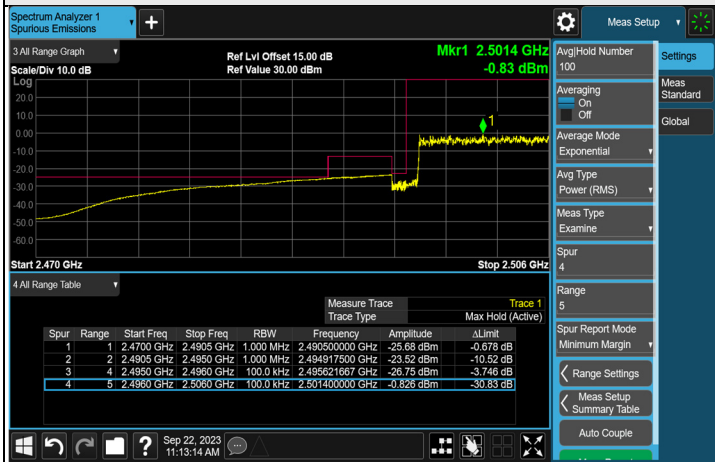 Spectrum Analyzer 1
Spurious Emissions
Meas Setup
3 All Range Graph
Ref Lvl Offset 15.00 dB
Mkr1 2.5014 GHz
Scale/Div 10.0 dB
Ref Value 30.00 dBm
-0.83 dBm
Log
20.0
10.0
0.00
-10.0
-20.0
-30.0
-40.0
-50.0
-60.0
1
Start 2.470 GHz
Stop 2.506 GHz
4 All Range Table
Measure Trace Trace 1
Trace Type Max Hold (Active)
Spur Range Start Freq Stop Freq RBW Frequency Amplitude ΔLimit
1 1 2.4700 GHz 2.4905 GHz 1.000 MHz 2.490500000 GHz -25.68 dBm -0.678 dB
2 2 2.4905 GHz 2.4950 GHz 1.000 MHz 2.494917500 GHz -23.52 dBm -10.52 dB
3 4 2.4950 GHz 2.4960 GHz 100.0 kHz 2.495621667 GHz -26.75 dBm -3.746 dB
4 5 2.4960 GHz 2.5060 GHz 100.0 kHz 2.501400000 GHz -0.826 dBm -30.83 dB
Sep 22, 2023
11:13:14 AM
Avg|Hold Number
100
Averaging
On
Off
Average Mode
Exponential
Avg Type
Power (RMS)
Meas Type
Examine
Spur
4
Range
5
Spur Report Mode
Minimum Margin
Range Settings
Meas Setup
Summary Table
Auto Couple
Settings
Meas
Standard
Global